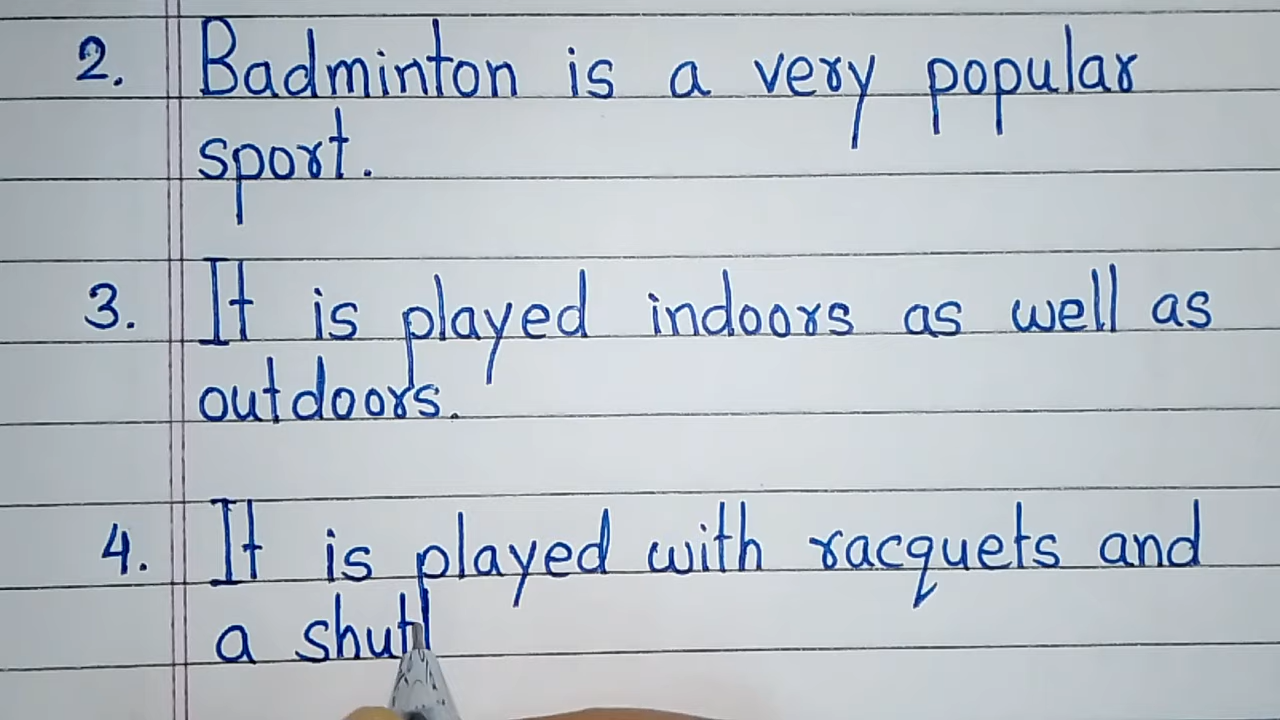 2. Badminton is a very popular
sport.
3. It is played indoors as well as
outdoors.
4. It is played with racquets and
a